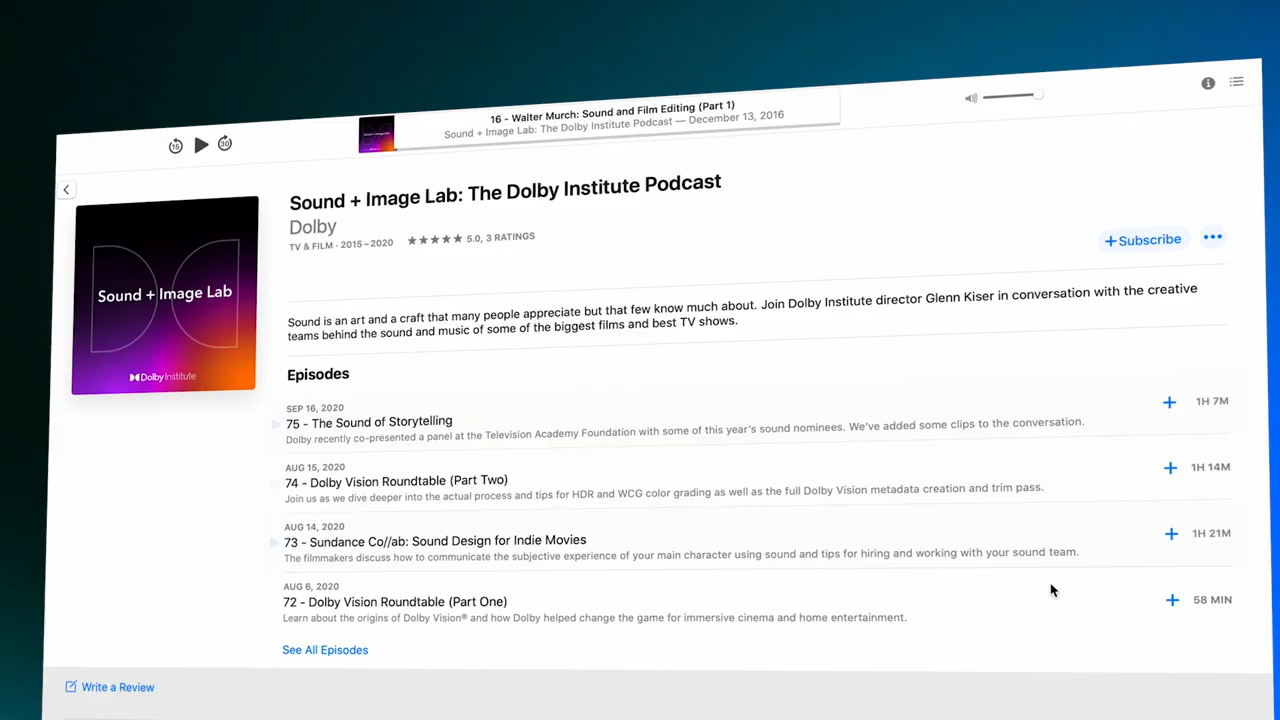 15
30
16 - Walter Murch: Sound and Film Editing (Part 1)
Sound + Image Lab: The Dolby Institute Podcast — December 13, 2016
Sound + Image Lab
Dolby Institute
Sound + Image Lab: The Dolby Institute Podcast
Dolby
TV & FILM · 2015–2020 ★★★★★ 5.0, 3 RATINGS
+Subscribe
Sound is an art and a craft that many people appreciate but that few know much about. Join Dolby Institute director Glenn Kiser in conversation with the creative
teams behind the sound and music of some of the biggest films and best TV shows.
Episodes
SEP 16, 2020
75 - The Sound of Storytelling
Dolby recently co-presented a panel at the Television Academy Foundation with some of this year's sound nominees. We've added some clips to the conversation.
1H 7M
AUG 15, 2020
74 - Dolby Vision Roundtable (Part Two)
Join us as we dive deeper into the actual process and tips for HDR and WCG color grading as well as the full Dolby Vision metadata creation and trim pass.
1H 14M
AUG 14, 2020
73 - Sundance Co//ab: Sound Design for Indie Movies
The filmmakers discuss how to communicate the subjective experience of your main character using sound and tips for hiring and working with your sound team.
1H 21M
AUG 6, 2020
72 - Dolby Vision Roundtable (Part One)
Learn about the origins of Dolby Vision® and how Dolby helped change the game for immersive cinema and home entertainment.
58 MIN
See All Episodes
Write a Review